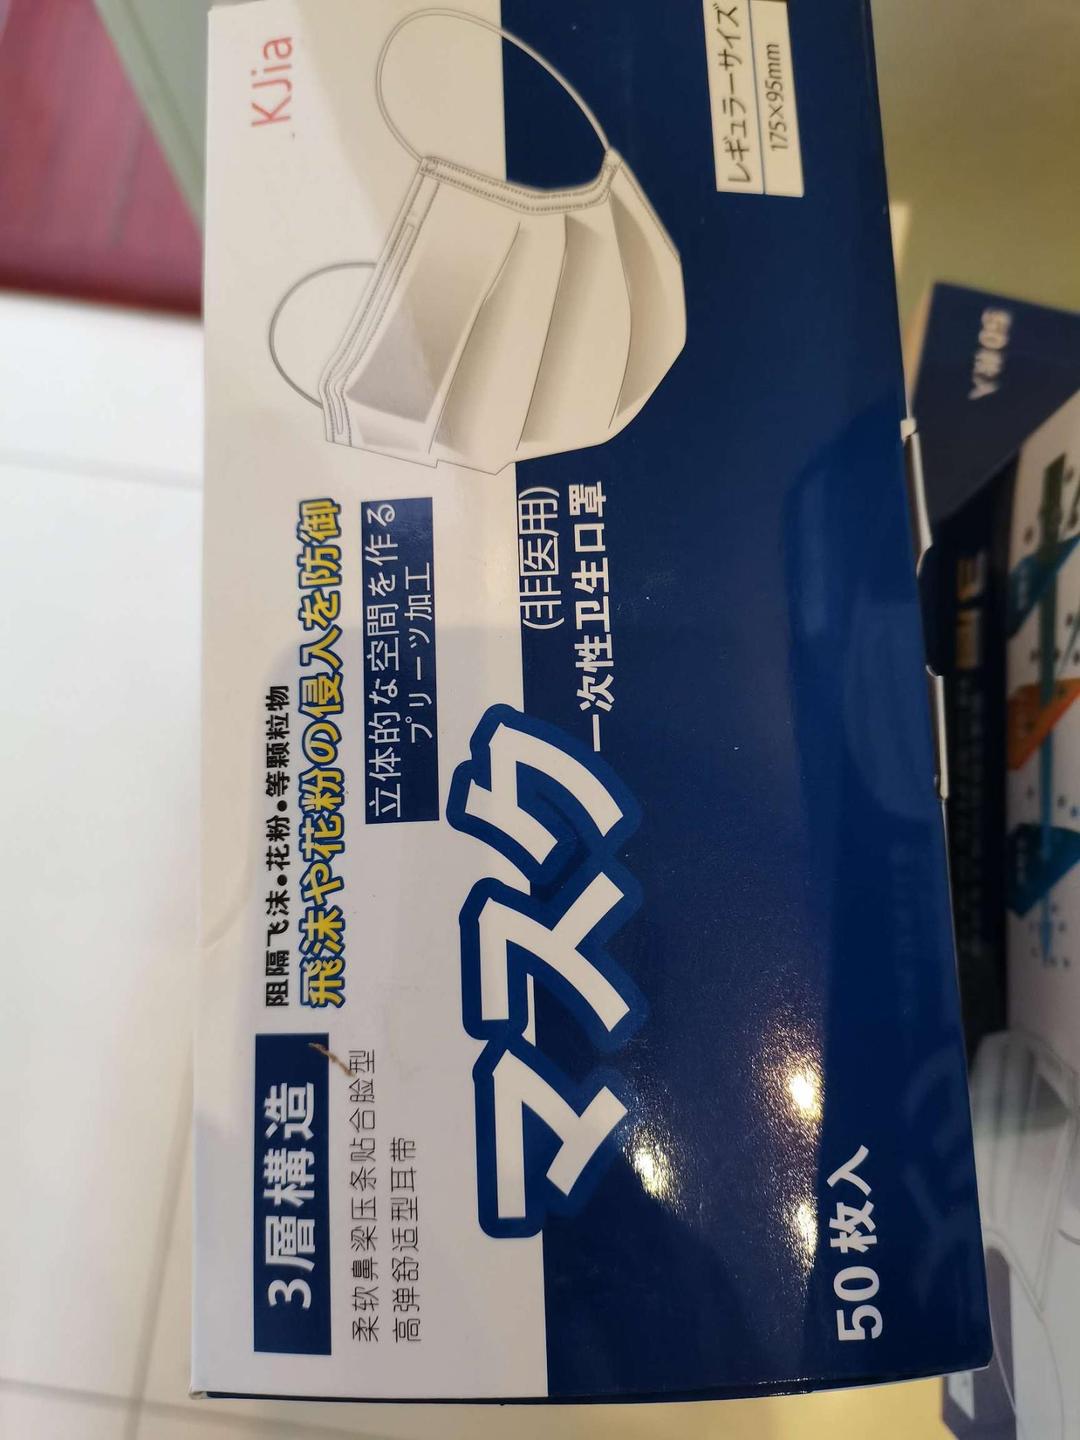 KJia
3層構造
阻隔飞沫●花粉●等颗粒物
飛沫や花粉の侵入を防御
柔软鼻梁压条贴合脸型
高弹舒适型耳带
立体的な空間を作る
プリーツ加工
マスク
(非医用)
一次性卫生口罩
レギュラーサイズ
175×95mm
50枚入
50枚入